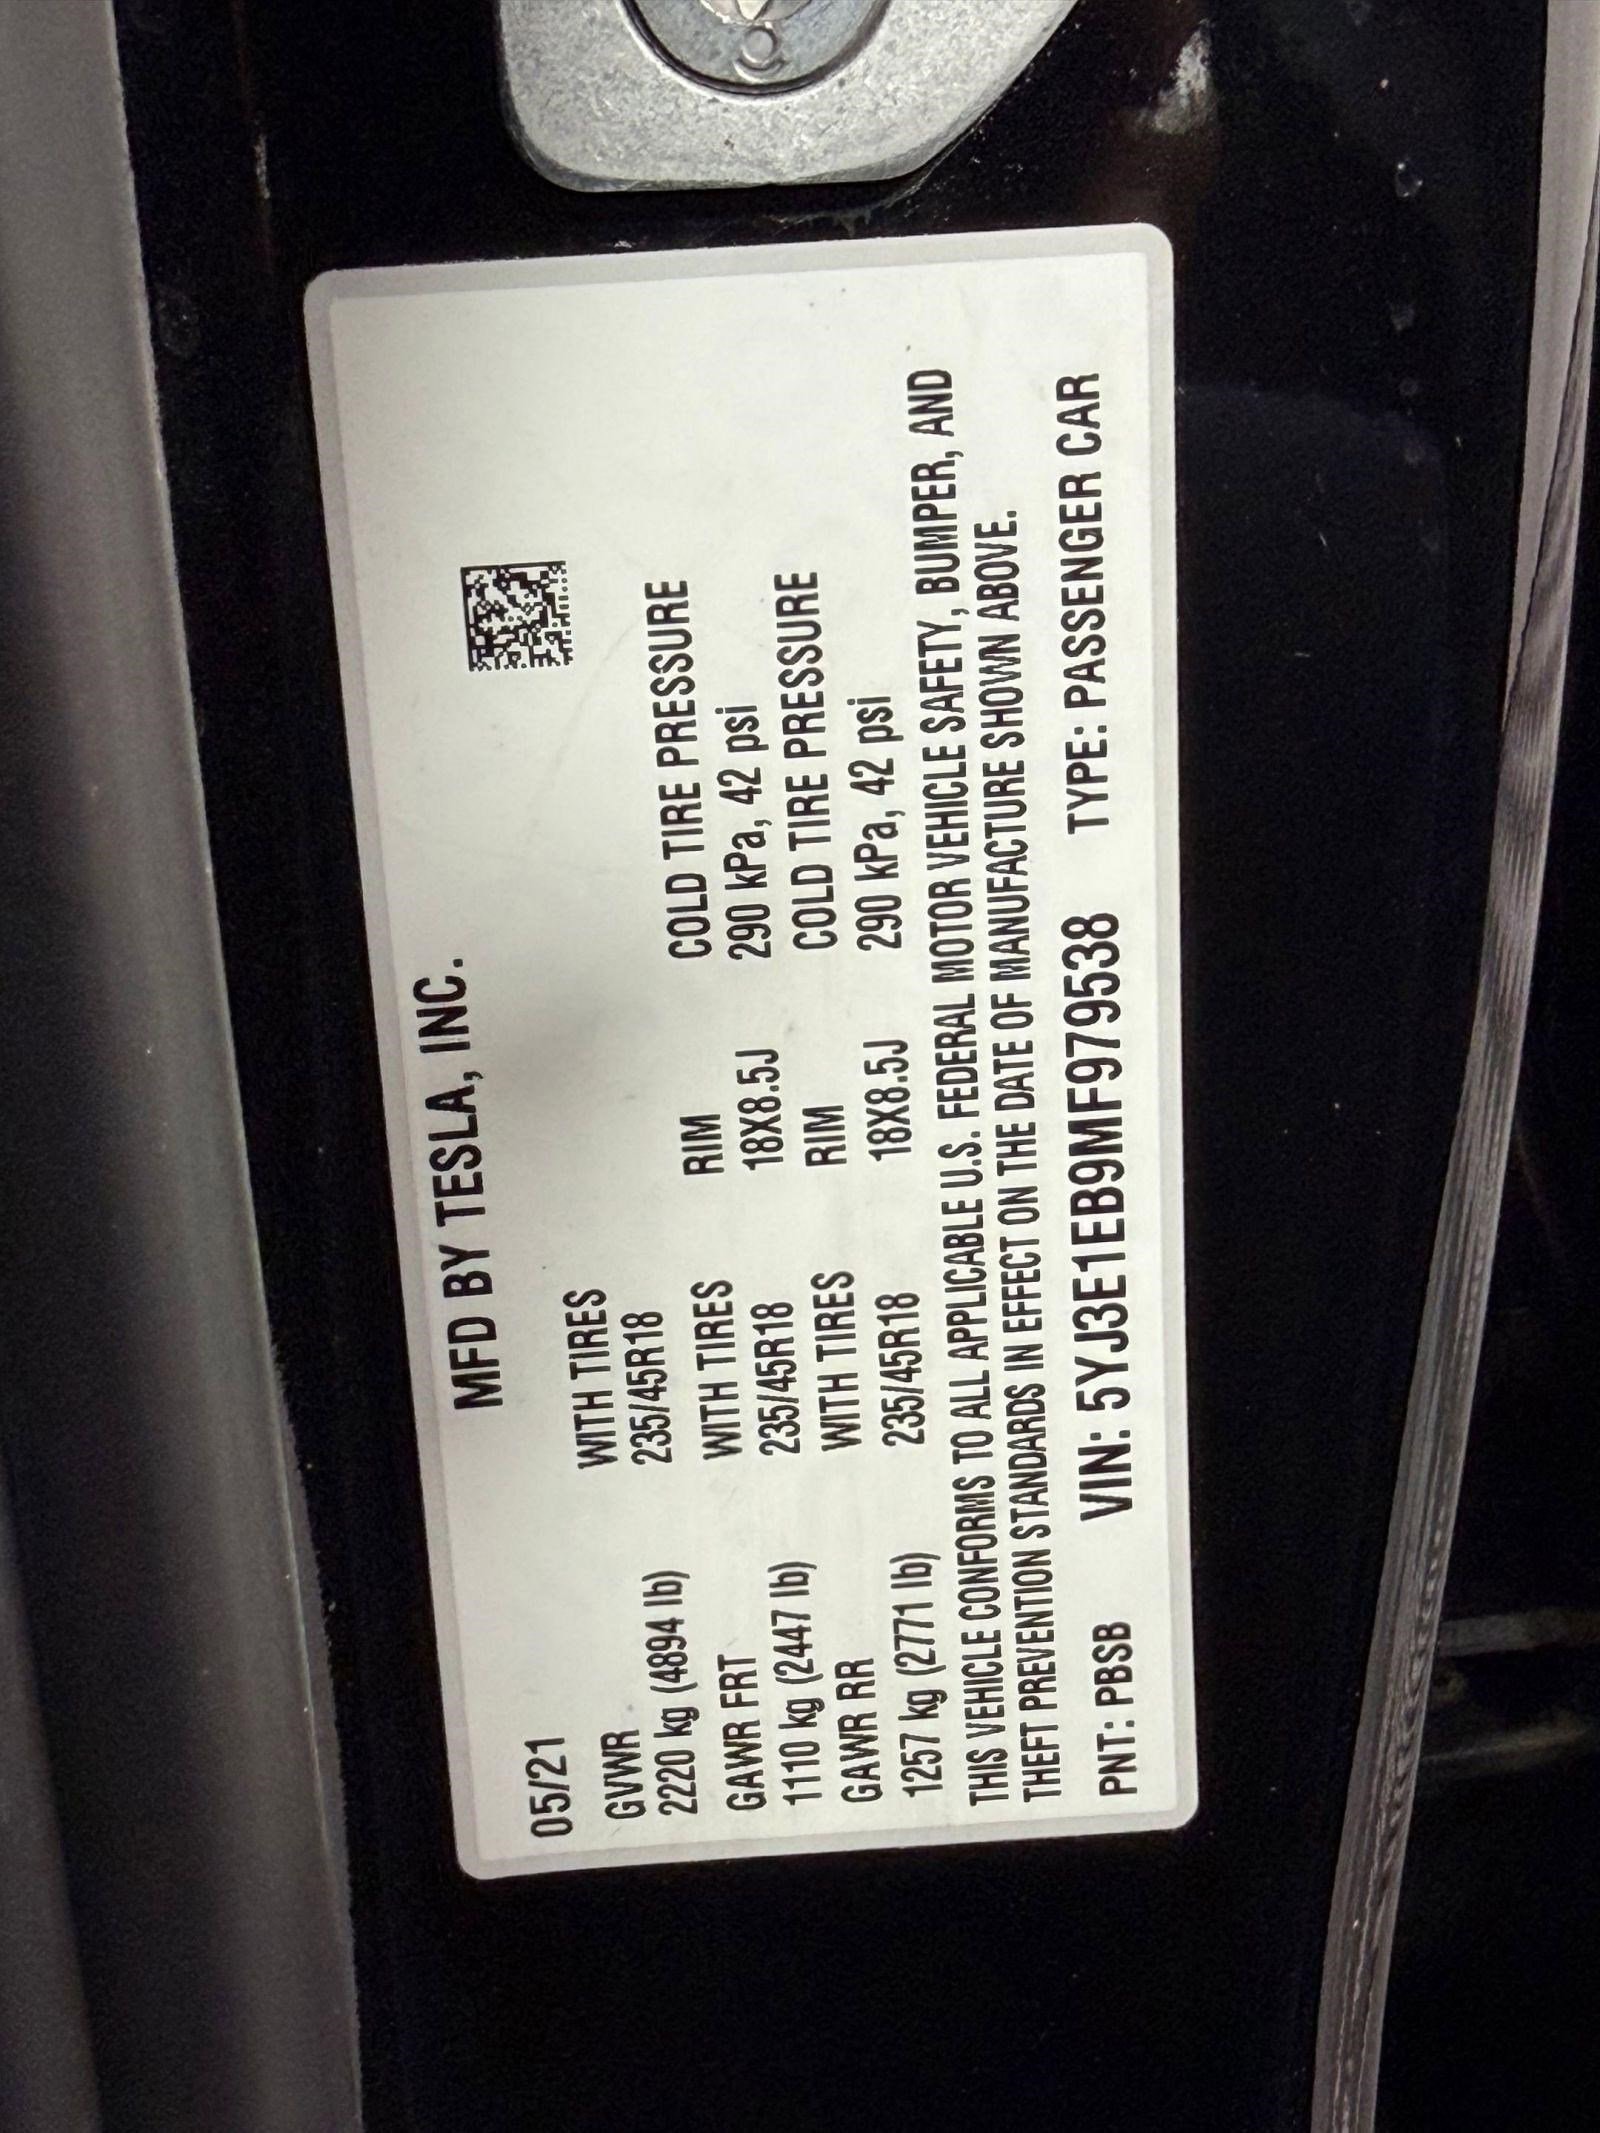 MFD BY TESLA, INC.
05/21
GVWR WITH TIRES
2220 kg (4894 lb) 235/45R18
GAWR FRT WITH TIRES RIM COLD TIRE PRESSURE
1110 kg (2447 lb) 235/45R18 18X8.5J 290 kPa, 42 psi
GAWR RR WITH TIRES RIM COLD TIRE PRESSURE
1257 kg (2771 lb) 235/45R18 18X8.5J 290 kPa, 42 psi
THIS VEHICLE CONFORMS TO ALL APPLICABLE U.S. FEDERAL MOTOR VEHICLE SAFETY, BUMPER, AND
THEFT PREVENTION STANDARDS IN EFFECT ON THE DATE OF MANUFACTURE SHOWN ABOVE.
PNT: PBSB VIN: 5YJ3E1EB9MF979538 TYPE: PASSENGER CAR